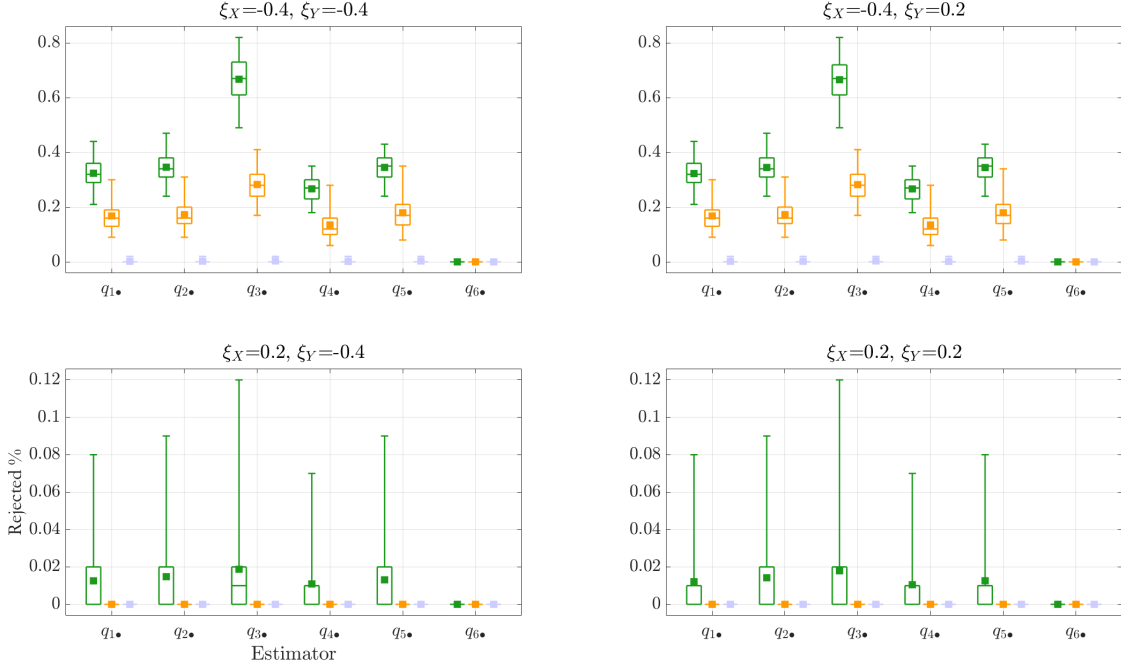 ξX=-0.4, ξY=-0.4
0.8
0.6
0.4
0.2
0
q1• q2• q3• q4• q5• q6•
ξX=-0.4, ξY=0.2
0.8
0.6
0.4
0.2
0
q1• q2• q3• q4• q5• q6•
ξX=0.2, ξY=-0.4
Rejected %
0.12
0.1
0.08
0.06
0.04
0.02
0
q1• q2• q3• q4• q5• q6•
Estimator
ξX=0.2, ξY=0.2
0.12
0.1
0.08
0.06
0.04
0.02
0
q1• q2• q3• q4• q5• q6•